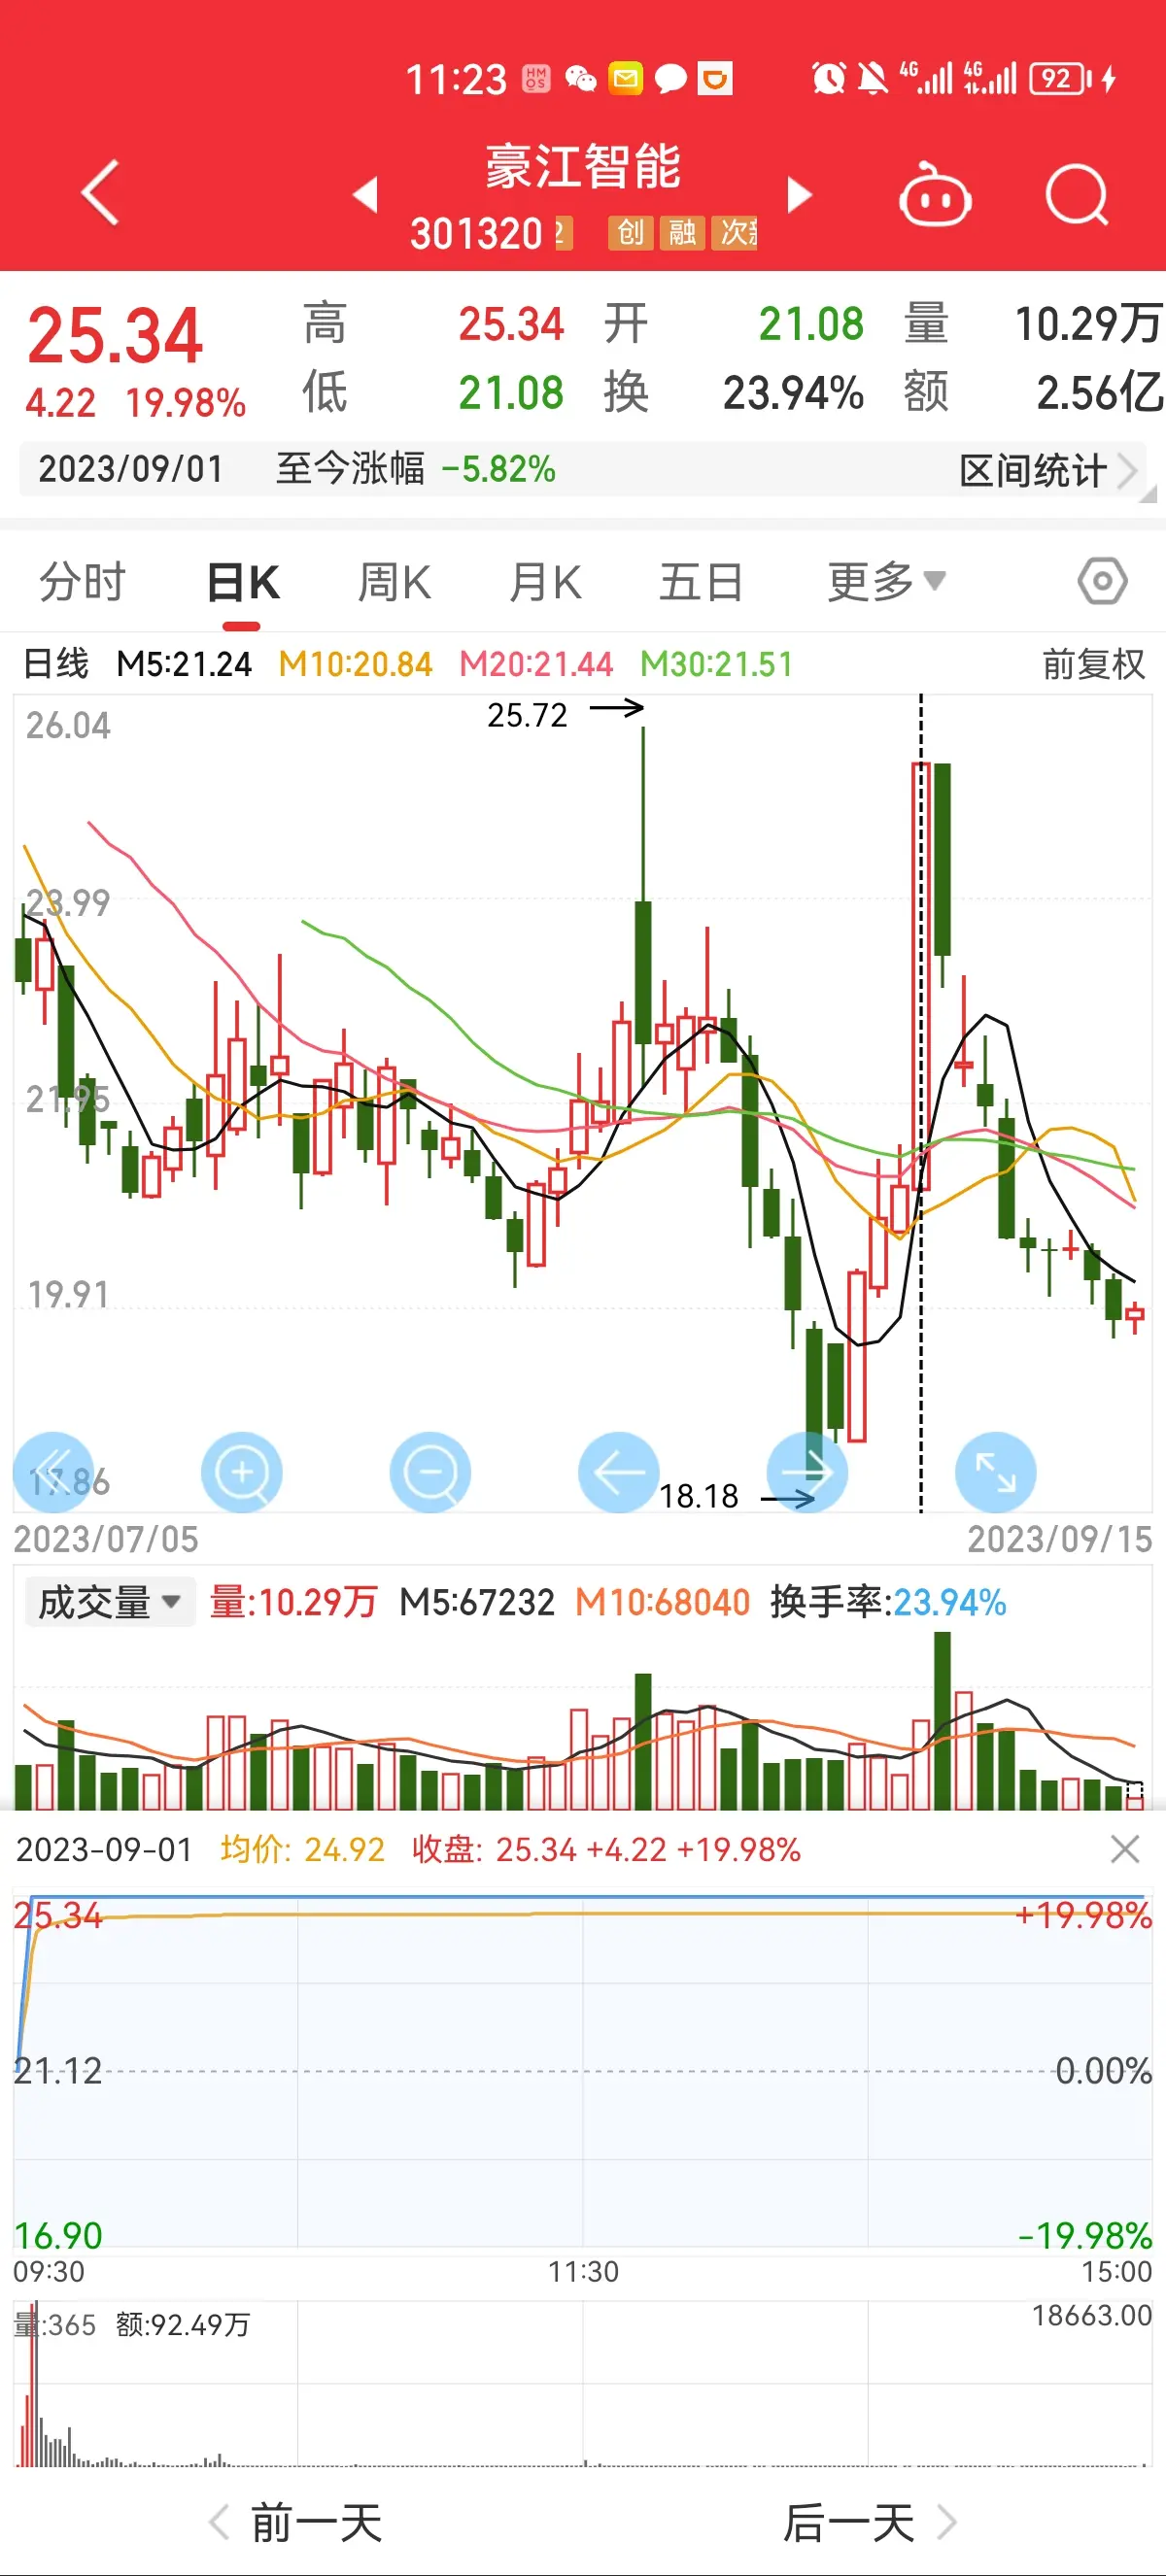 11:23 HMOS 4G 4G 92
豪江智能
301320 2 创 融 次新
25.34 高 25.34 开 21.08 量 10.29万
4.22 19.98% 低 21.08 换 23.94% 额 2.56亿
2023/09/01 至今涨幅 -5.82% 区间统计
分时 日K 周K 月K 五日 更多
日线 M5:21.24 M10:20.84 M20:21.44 M30:21.51 前复权
26.04
25.72
23.99
21.95
19.91
17.86
18.18
2023/07/05 2023/09/15
成交量 量:10.29万 M5:67232 M10:68040 换手率:23.94%
2023-09-01 均价: 24.92 收盘: 25.34 +4.22 +19.98%
25.34 +19.98%
21.12 0.00%
16.90 -19.98%
09:30 11:30 15:00
量:365 额:92.49万 18663.00
前一天 后一天